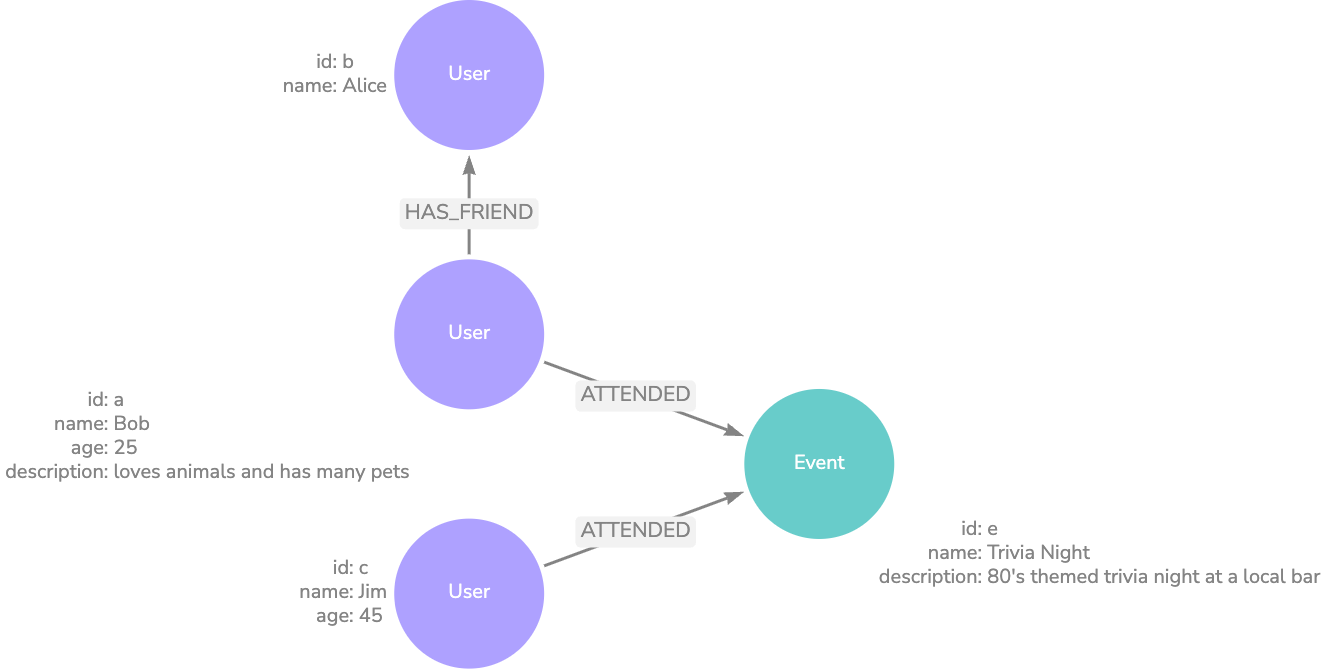 id: b
name: Alice
User
HAS_FRIEND
User
id: a
name: Bob
age: 25
description: loves animals and has many pets
ATTENDED
Event
id: e
name: Trivia Night
description: 80's themed trivia night at a local bar
ATTENDED
id: c
name: Jim
age: 45
User